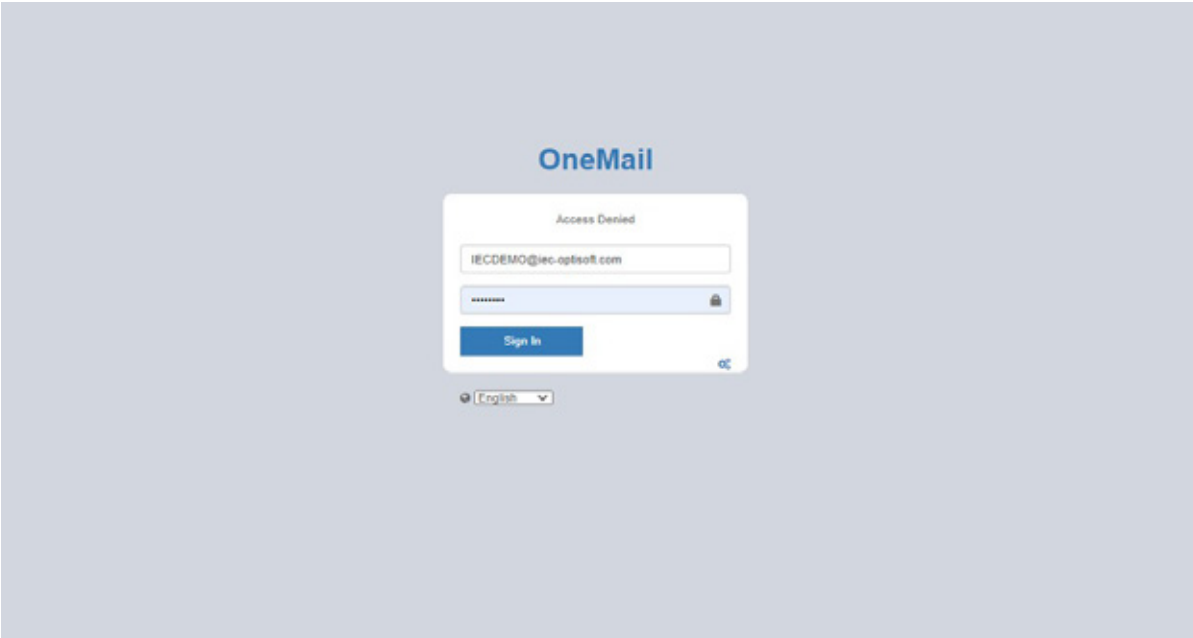 OneMail
Access Denied
IECDEMO@iec-optisoft.com
•••••••••
Sign In
English